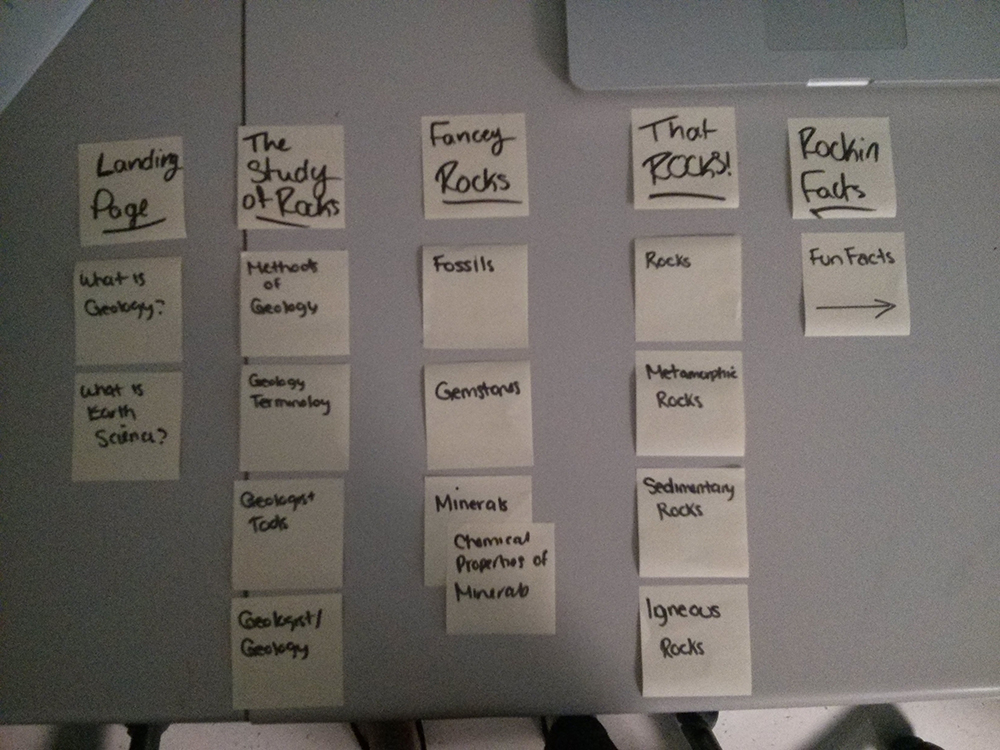 Landing
Page
What is
Geology?
What is
Earth
Science?
The
Study
of Rocks
Methods
of
Geology
Geology
Terminoloy
Geologist
Tools
Geologist/
Geology
Fancey
Rocks
Fossils
Gemstones
Minerals
Chemical
Properties of
Minerals
That
ROCKS!
Rocks
Metamorphic
Rocks
Sedimentary
Rocks
Igneous
Rocks
Rockin
Facts
Fun Facts